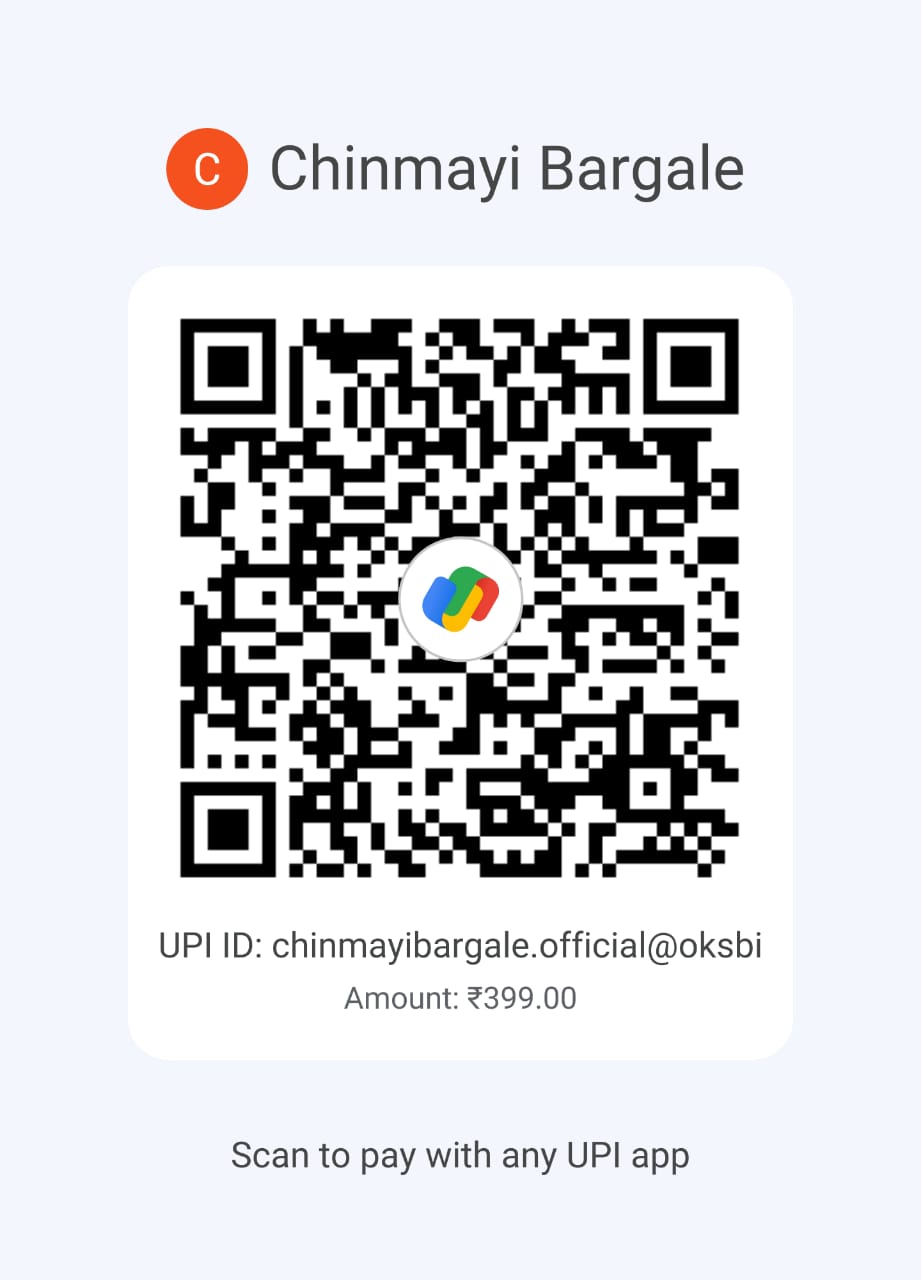 C Chinmayi Bargale
UPI ID: chinmayibargale.official@oksbi
Amount: ₹399.00
Scan to pay with any UPI app